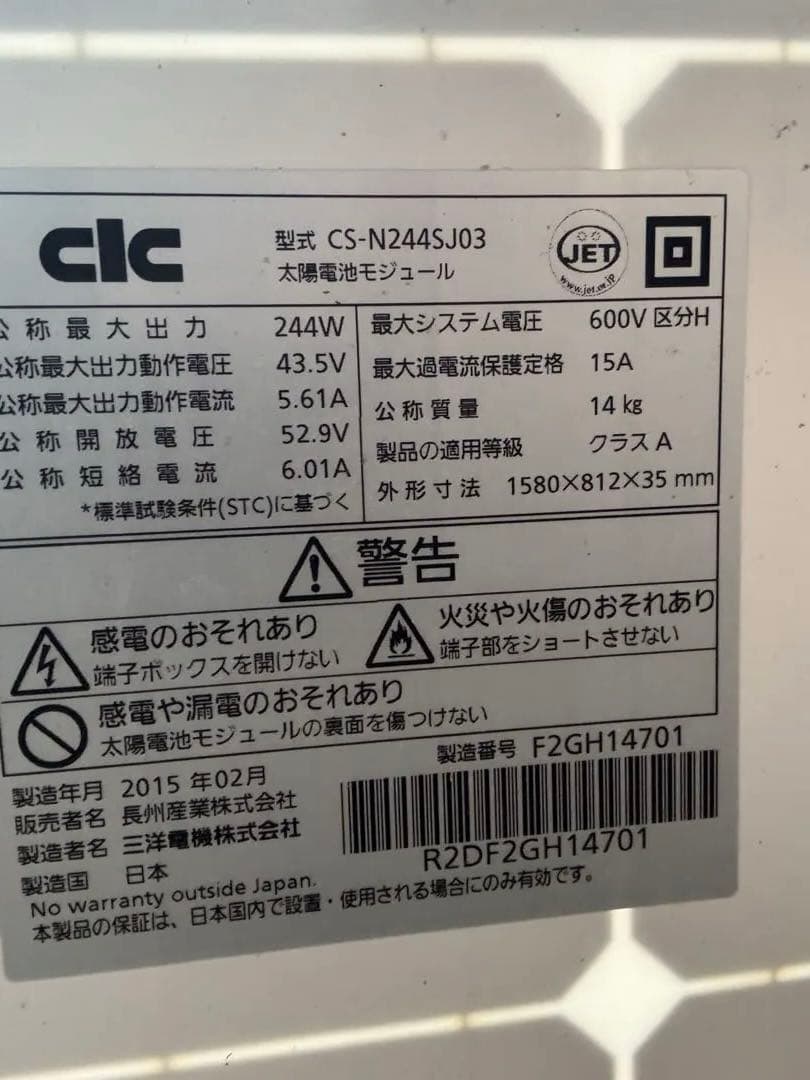 CIC
型式 CS-N244SJ03
太陽電池モジュール
JET
www.jet.or.jp
公称最大出力 244W
公称最大出力動作電圧 43.5V
公称最大出力動作電流 5.61A
公称開放電圧 52.9V
公称短絡電流 6.01A
*標準試験条件(STC)に基づく
最大システム電圧 600V 区分H
最大過電流保護定格 15A
公称質量 14 kg
製品の適用等級 クラス A
外形寸法 1580×812×35 mm
警告
感電のおそれあり
端子ボックスを開けない
火災や火傷のおそれあり
端子部をショートさせない
感電や漏電のおそれあり
太陽電池モジュールの裏面を傷つけない
製造年月 2015 年02月
販売者名 長州産業株式会社
製造者名 三洋電機株式会社
製造国 日本
製造番号 F2GH14701
R2DF2GH14701
No warranty outside Japan.
本製品の保証は、日本国内で設置・使用される場合にのみ有効です。